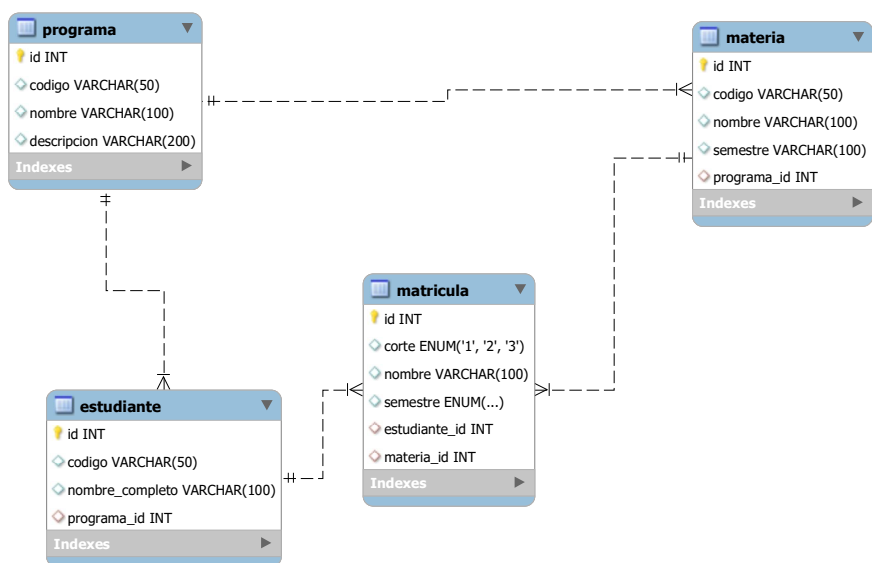 programa
id INT
codigo VARCHAR(50)
nombre VARCHAR(100)
descripcion VARCHAR(200)
Indexes
materia
id INT
codigo VARCHAR(50)
nombre VARCHAR(100)
semestre VARCHAR(100)
programa_id INT
Indexes
matricula
id INT
corte ENUM('1', '2', '3')
nombre VARCHAR(100)
semestre ENUM(...)
estudiante_id INT
materia_id INT
Indexes
estudiante
id INT
codigo VARCHAR(50)
nombre_completo VARCHAR(100)
programa_id INT
Indexes